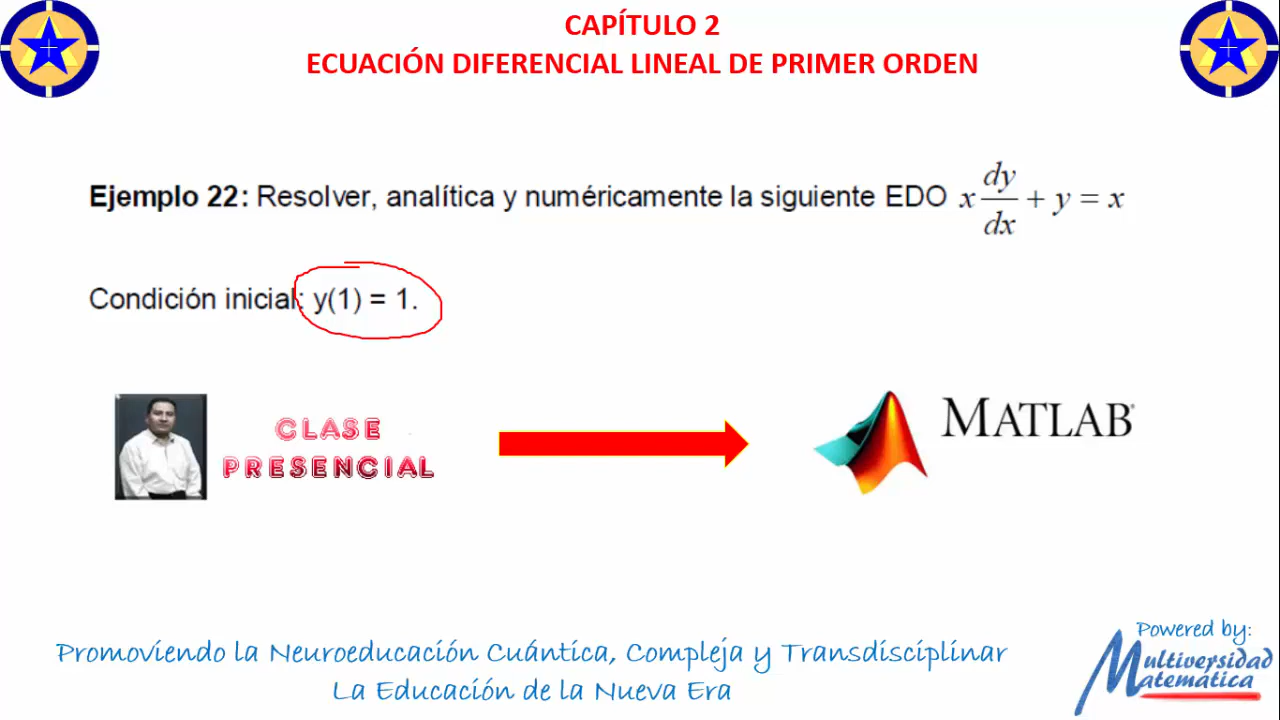 CAPÍTULO 2
ECUACIÓN DIFERENCIAL LINEAL DE PRIMER ORDEN
Ejemplo 22: Resolver, analítica y numéricamente la siguiente EDO x dy/dx + y = x
Condición inicial: y(1) = 1.
CLASE
PRESENCIAL
MATLAB®
Promoviendo la Neuroeducación Cuántica, Compleja y Transdisciplinar
La Educación de la Nueva Era
Powered by:
Multiversidad
Matemática